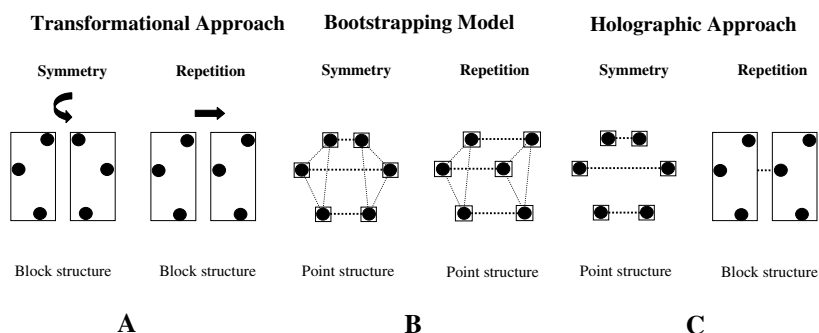 Transformational Approach Bootstrapping Model Holographic Approach
Symmetry Repetition Symmetry Repetition Symmetry Repetition
Block structure Block structure Point structure Point structure Point structure Block structure
A B C